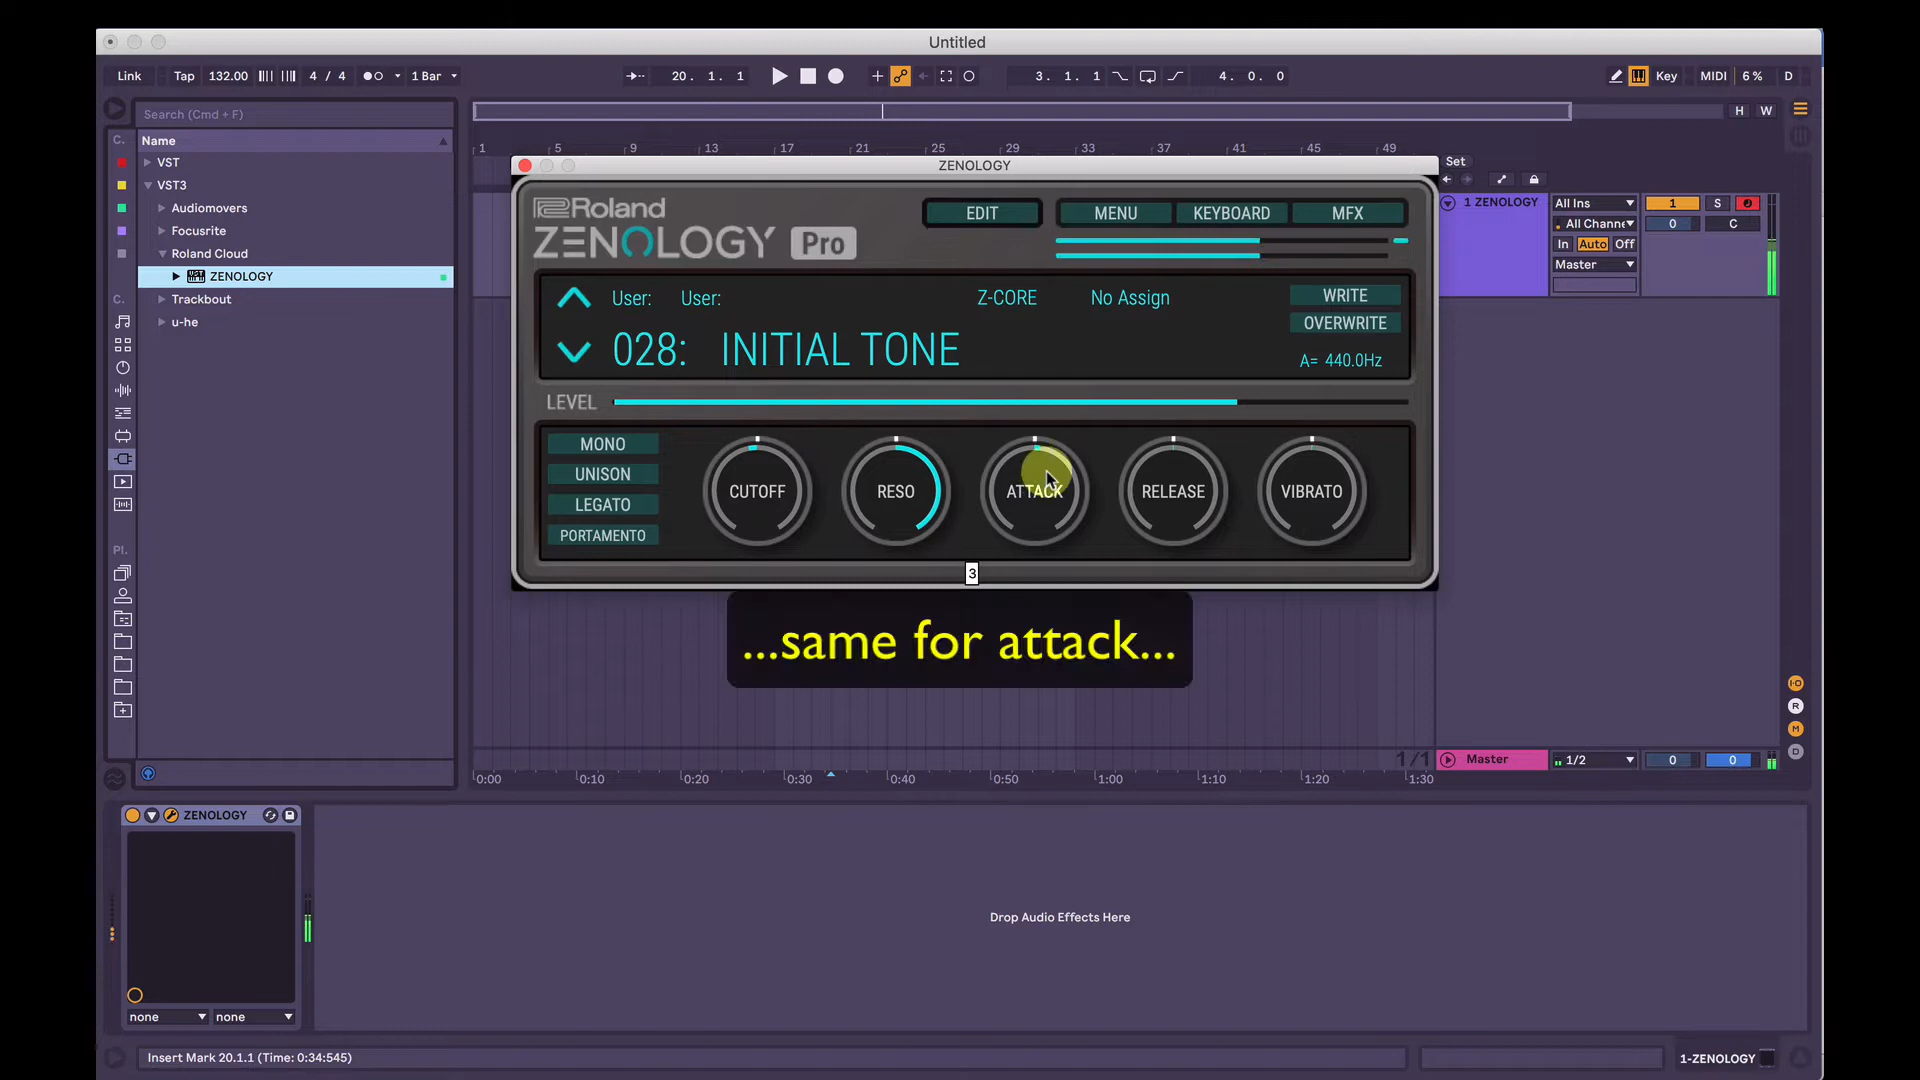 Untitled
Link Tap 132.00 4 / 4 1 Bar 20. 1. 1 3. 1. 1 4. 0. 0 Key MIDI 6% D
Search (Cmd + F)
H W
C. Name
1 5 9 13 17 21 25 29 33 37 41 45 49
VST
VST3
Audiomovers
Focusrite
Roland Cloud
ZENOLOGY
Trackbout
u-he
C.
Pl.
ZENOLOGY
Roland
ZENOLOGY Pro
EDIT MENU KEYBOARD MFX
User: User: Z-CORE No Assign WRITE
OVERWRITE
028: INITIAL TONE A= 440.0Hz
LEVEL
MONO
UNISON
LEGATO
PORTAMENTO
CUTOFF RESO ATTACK RELEASE VIBRATO
3
...same for attack...
Set
1 ZENOLOGY All Ins 1 S
All Channe 0 C
In Auto Off
Master
I·O
R
M
D
1/1 Master 1/2 0 0
0:00 0:10 0:20 0:30 0:40 0:50 1:00 1:10 1:20 1:30
ZENOLOGY
none none
Drop Audio Effects Here
Insert Mark 20.1.1 (Time: 0:34:545)
1-ZENOLOGY